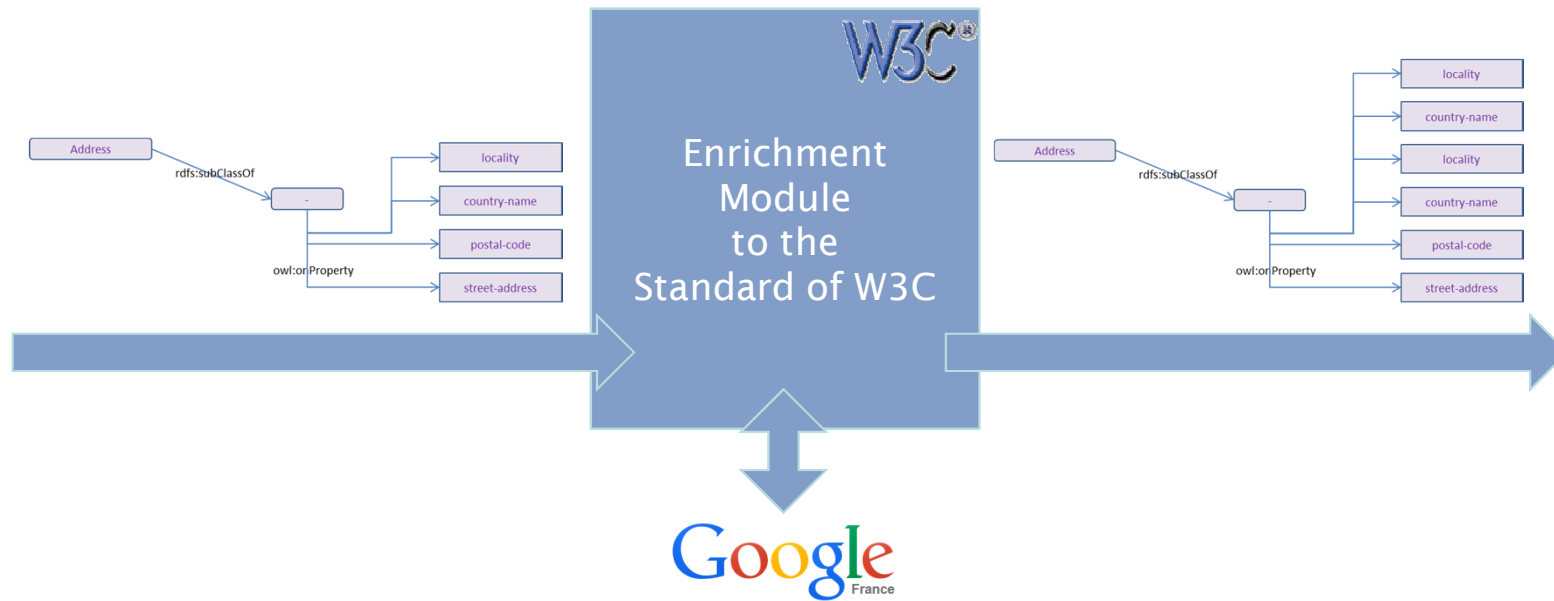 Address
rdfs:subClassOf
-
owl:onProperty
locality
country-name
postal-code
street-address
W3C®
Enrichment
Module
to the
Standard of W3C
Address
rdfs:subClassOf
-
owl:onProperty
locality
country-name
locality
country-name
postal-code
street-address
Google
France